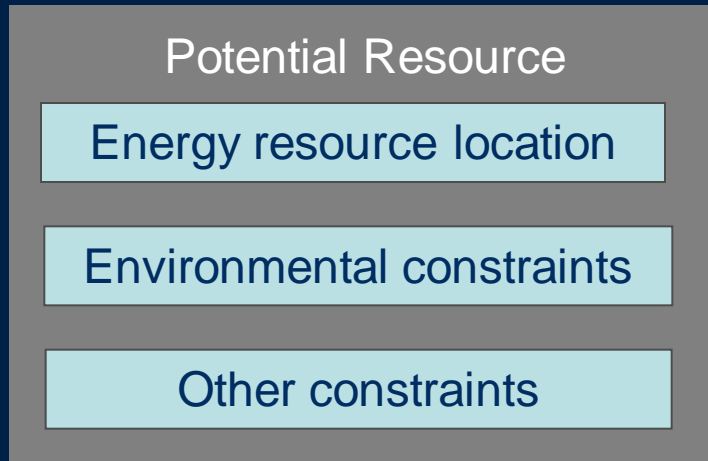 Potential Resource
Energy resource location
Environmental constraints
Other constraints